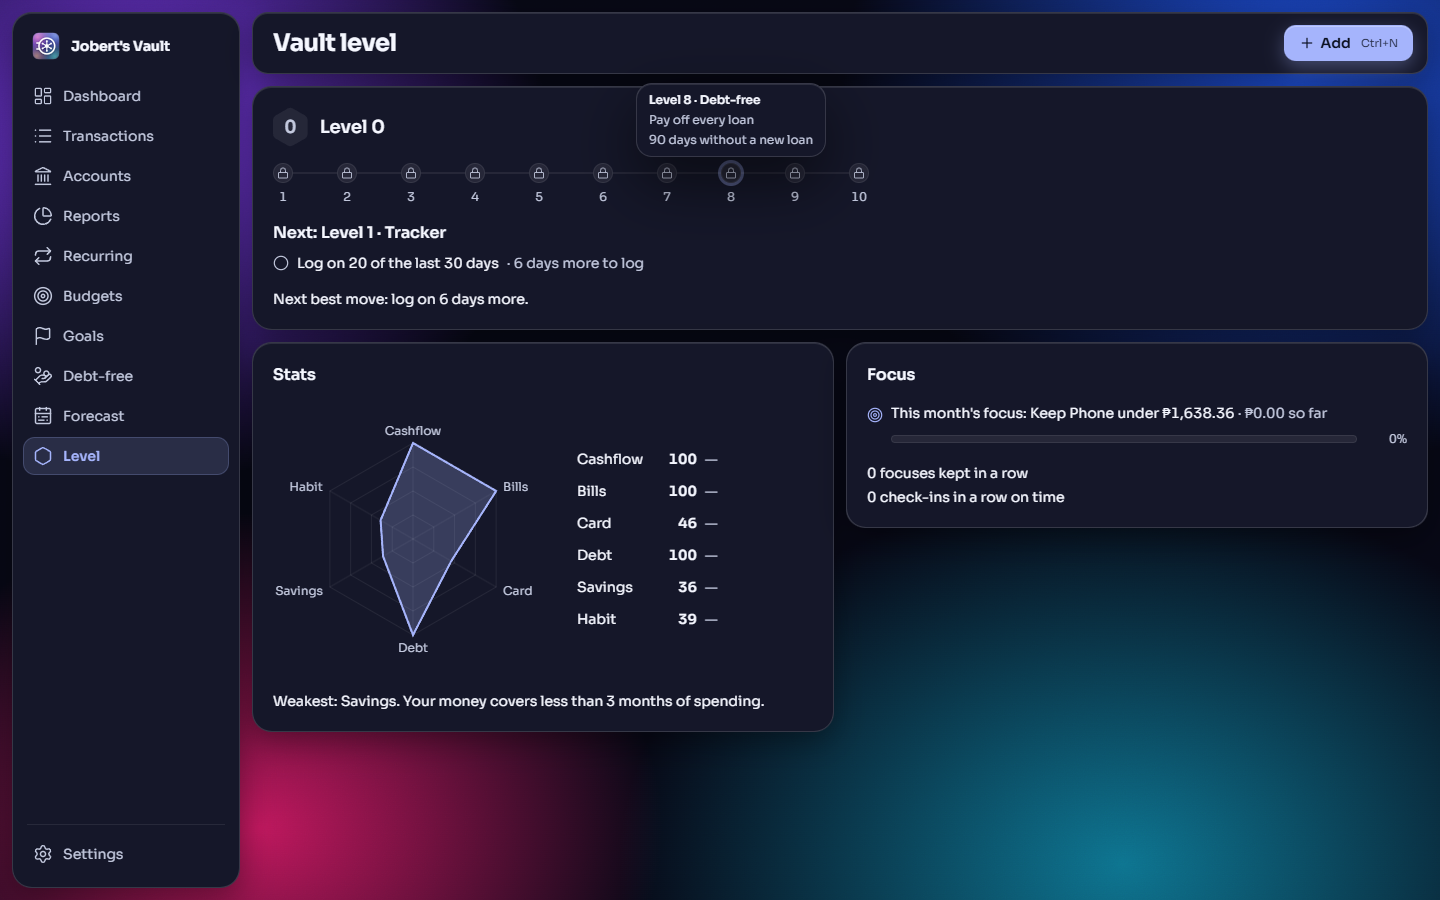 Jobert's Vault
Dashboard
Transactions
Accounts
Reports
Recurring
Budgets
Goals
Debt-free
Forecast
Level
Settings
Vault level
+ Add Ctrl+N
0 Level 0
Level 8 · Debt-free
Pay off every loan
90 days without a new loan
1 2 3 4 5 6 7 8 9 10
Next: Level 1 · Tracker
Log on 20 of the last 30 days · 6 days more to log
Next best move: log on 6 days more.
Stats
Cashflow
Habit
Bills
Savings
Card
Debt
Cashflow 100 —
Bills 100 —
Card 46 —
Debt 100 —
Savings 36 —
Habit 39 —
Weakest: Savings. Your money covers less than 3 months of spending.
Focus
This month's focus: Keep Phone under ₱1,638.36 · ₱0.00 so far
0%
0 focuses kept in a row
0 check-ins in a row on time